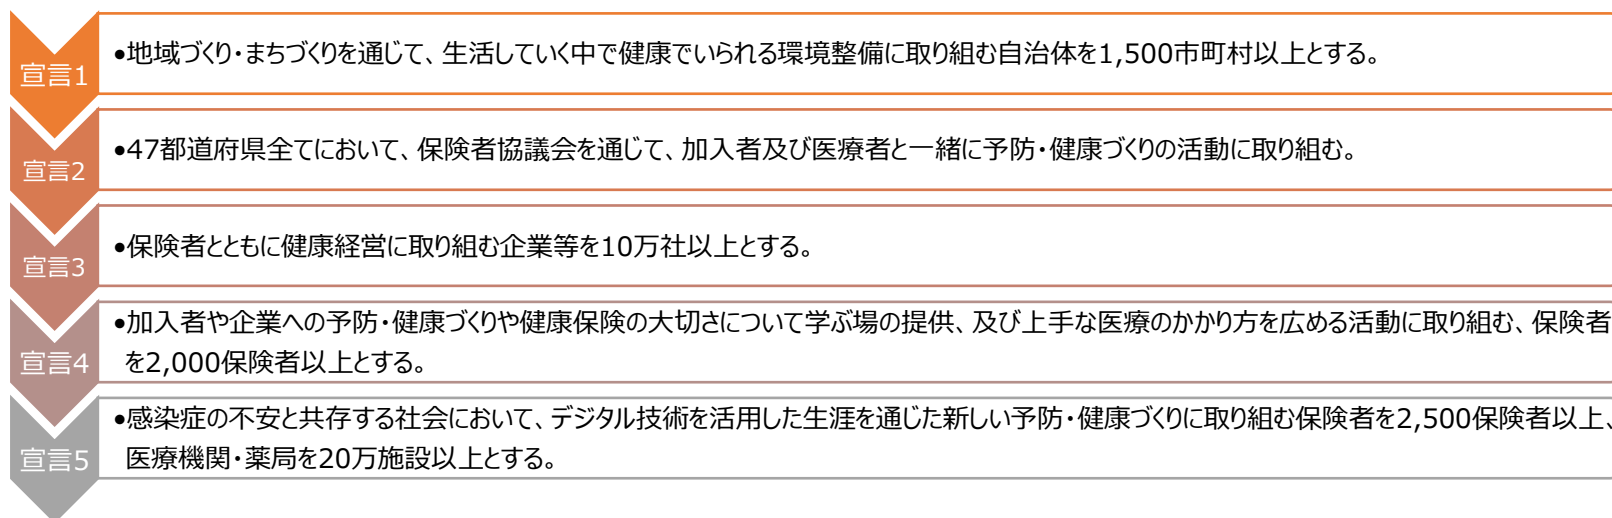 宣言1
•地域づくり・まちづくりを通じて、生活していく中で健康でいられる環境整備に取り組む自治体を1,500市町村以上とする。
宣言2
•47都道府県全てにおいて、保険者協議会を通じて、加入者及び医療者と一緒に予防・健康づくりの活動に取り組む。
宣言3
•保険者とともに健康経営に取り組む企業等を10万社以上とする。
宣言4
•加入者や企業への予防・健康づくりや健康保険の大切さについて学ぶ場の提供、及び上手な医療のかかり方を広める活動に取り組む、保険者
を2,000保険者以上とする。
宣言5
•感染症の不安と共存する社会において、デジタル技術を活用した生涯を通じた新しい予防・健康づくりに取り組む保険者を2,500保険者以上、
医療機関・薬局を20万施設以上とする。